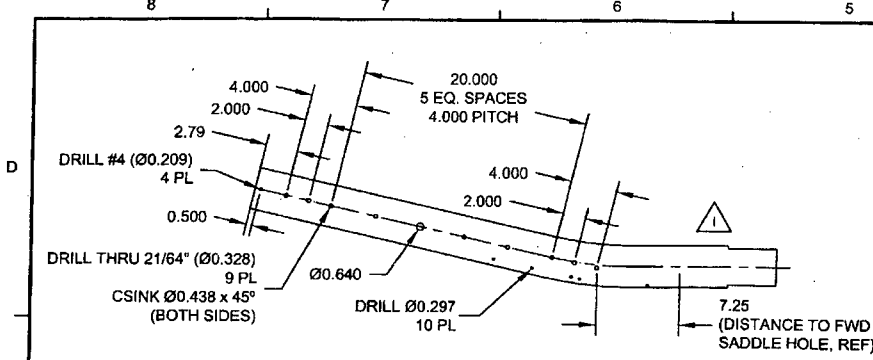 8 7 6 5
D
4.000
2.000
2.79
20.000
5 EQ. SPACES
4.000 PITCH
4.000
2.000
DRILL #4 (Ø0.209)
4 PL
0.500
DRILL THRU 21/64" (Ø0.328)
9 PL
CSINK Ø0.438 x 45º
(BOTH SIDES)
Ø0.640
DRILL Ø0.297
10 PL
1
7.25
(DISTANCE TO FWD
SADDLE HOLE, REF)